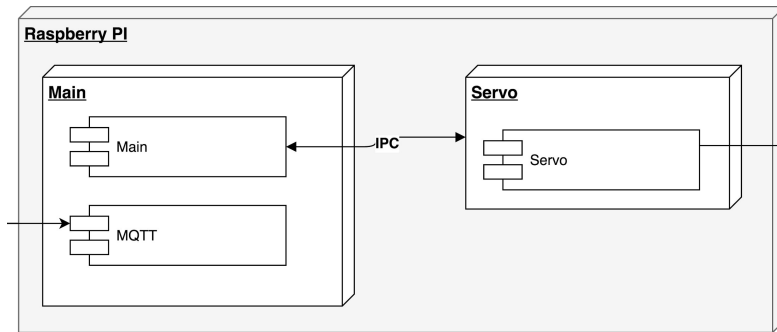 Raspberry PI
Main
Main
MQTT
IPC
Servo
Servo